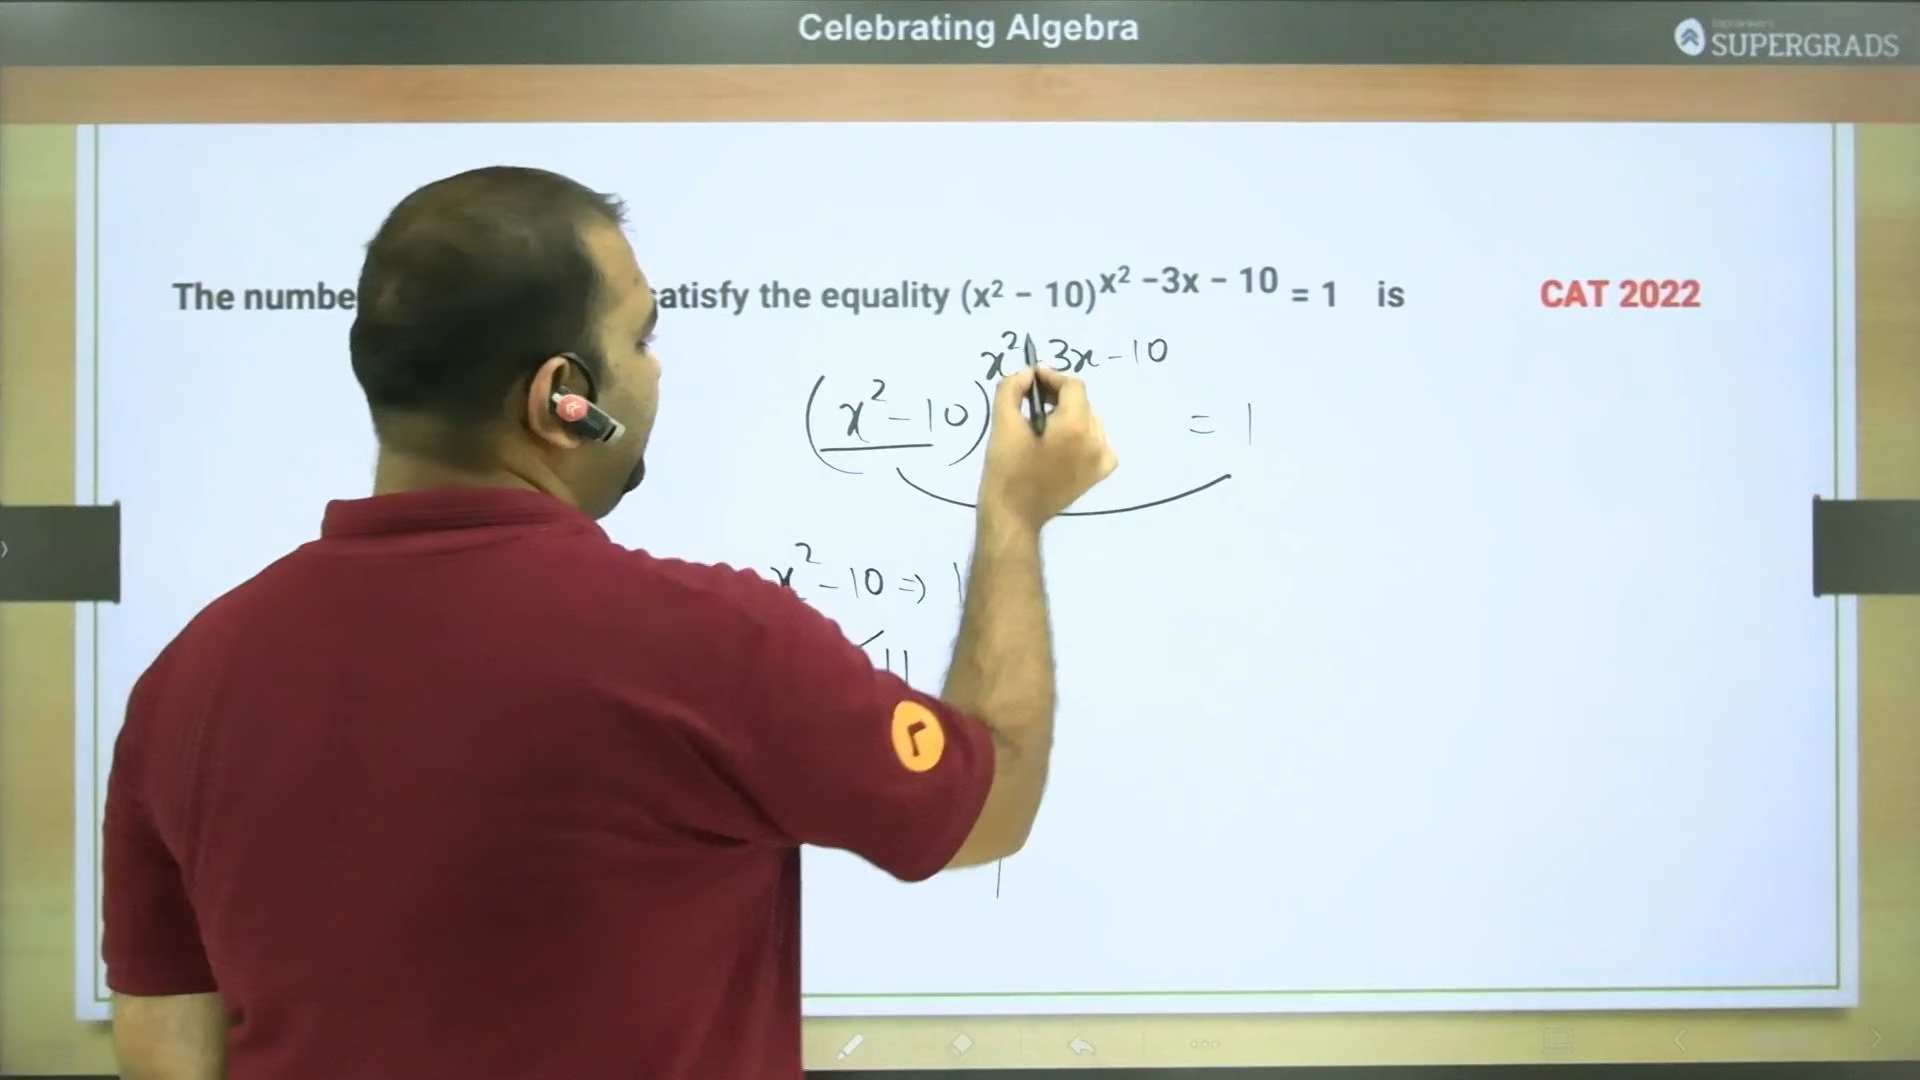 Celebrating Algebra
SUPERGRADS
The numbe atisfy the equality (x² − 10)^x² −3x − 10 = 1 is CAT 2022
(x² − 10)^x² 3x − 10 = 1
x² − 10 ⇒ 1
11